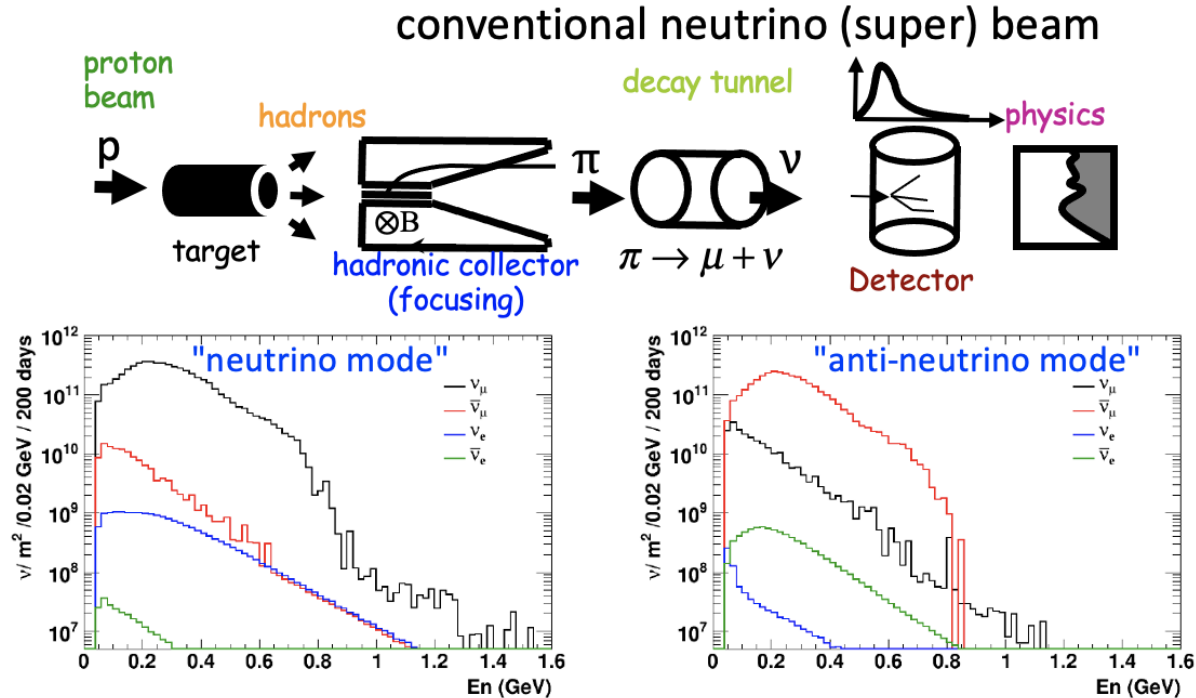 conventional neutrino (super) beam
proton
beam
hadrons
decay tunnel
physics
p
π
ν
⊗B
target
hadronic collector
(focusing)
π → μ + ν
Detector
"neutrino mode"
ν/ m² /0.02 GeV / 200 days
10¹²
10¹¹
10¹⁰
10⁹
10⁸
10⁷
νμ
ν̄μ
νe
ν̄e
0 0.2 0.4 0.6 0.8 1 1.2 1.4 1.6
En (GeV)
"anti-neutrino mode"
ν/ m² /0.02 GeV / 200 days
10¹²
10¹¹
10¹⁰
10⁹
10⁸
10⁷
νμ
ν̄μ
νe
ν̄e
0 0.2 0.4 0.6 0.8 1 1.2 1.4 1.6
En (GeV)